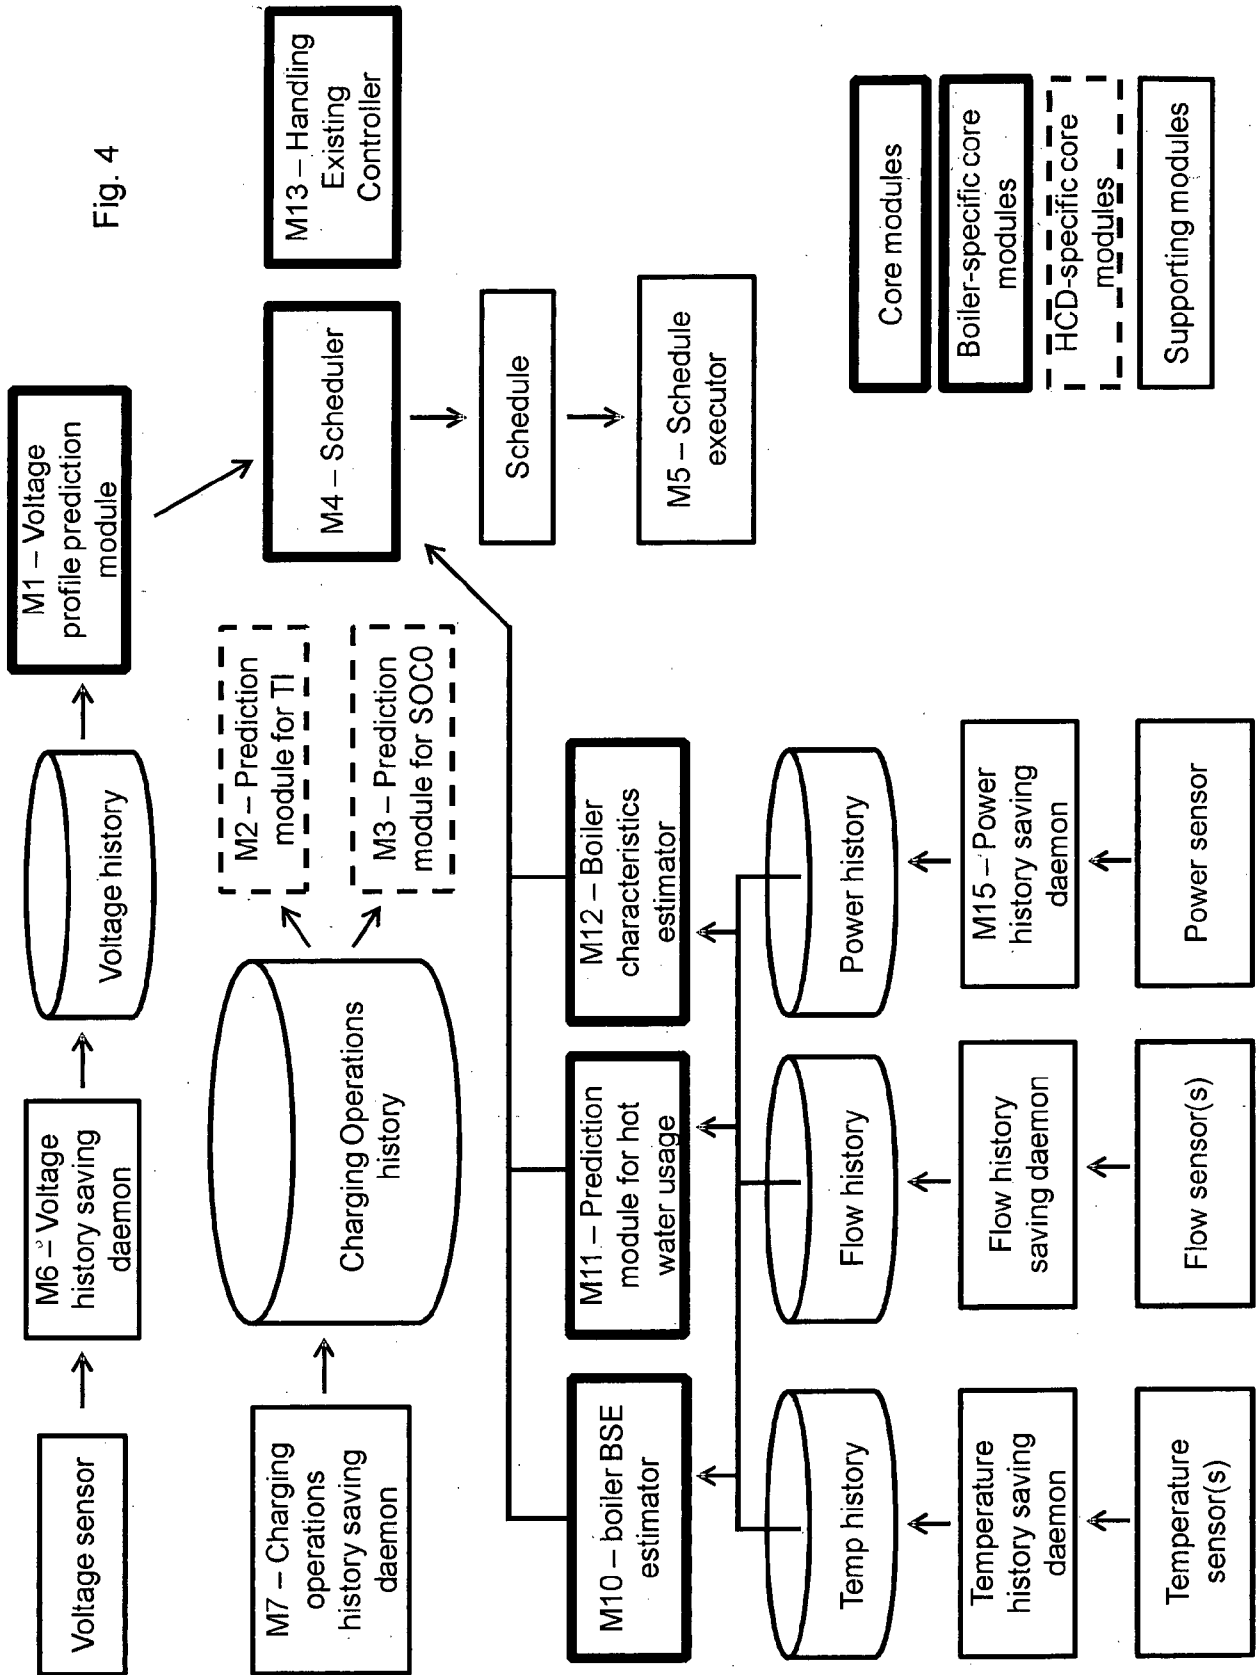 Fig. 4
Voltage sensor
M6 – Voltage
history saving
daemon
Voltage history
M1 – Voltage
profile prediction
module
M7 – Charging
operations
history saving
daemon
Charging Operations
history
M2 – Prediction
module for TI
M3 – Prediction
module for SOC0
M4 – Scheduler
M13 – Handling
Existing
Controller
Schedule
M5 – Schedule
executor
M10 – boiler BSE
estimator
M11 – Prediction
module for hot
water usage
M12 – Boiler
characteristics
estimator
Temp history
Flow history
Power history
Temperature
history saving
daemon
Flow history
saving daemon
M15 – Power
history saving
daemon
Temperature
sensor(s)
Flow sensor(s)
Power sensor
Core modules
Boiler-specific core
modules
HCD-specific core
modules
Supporting modules